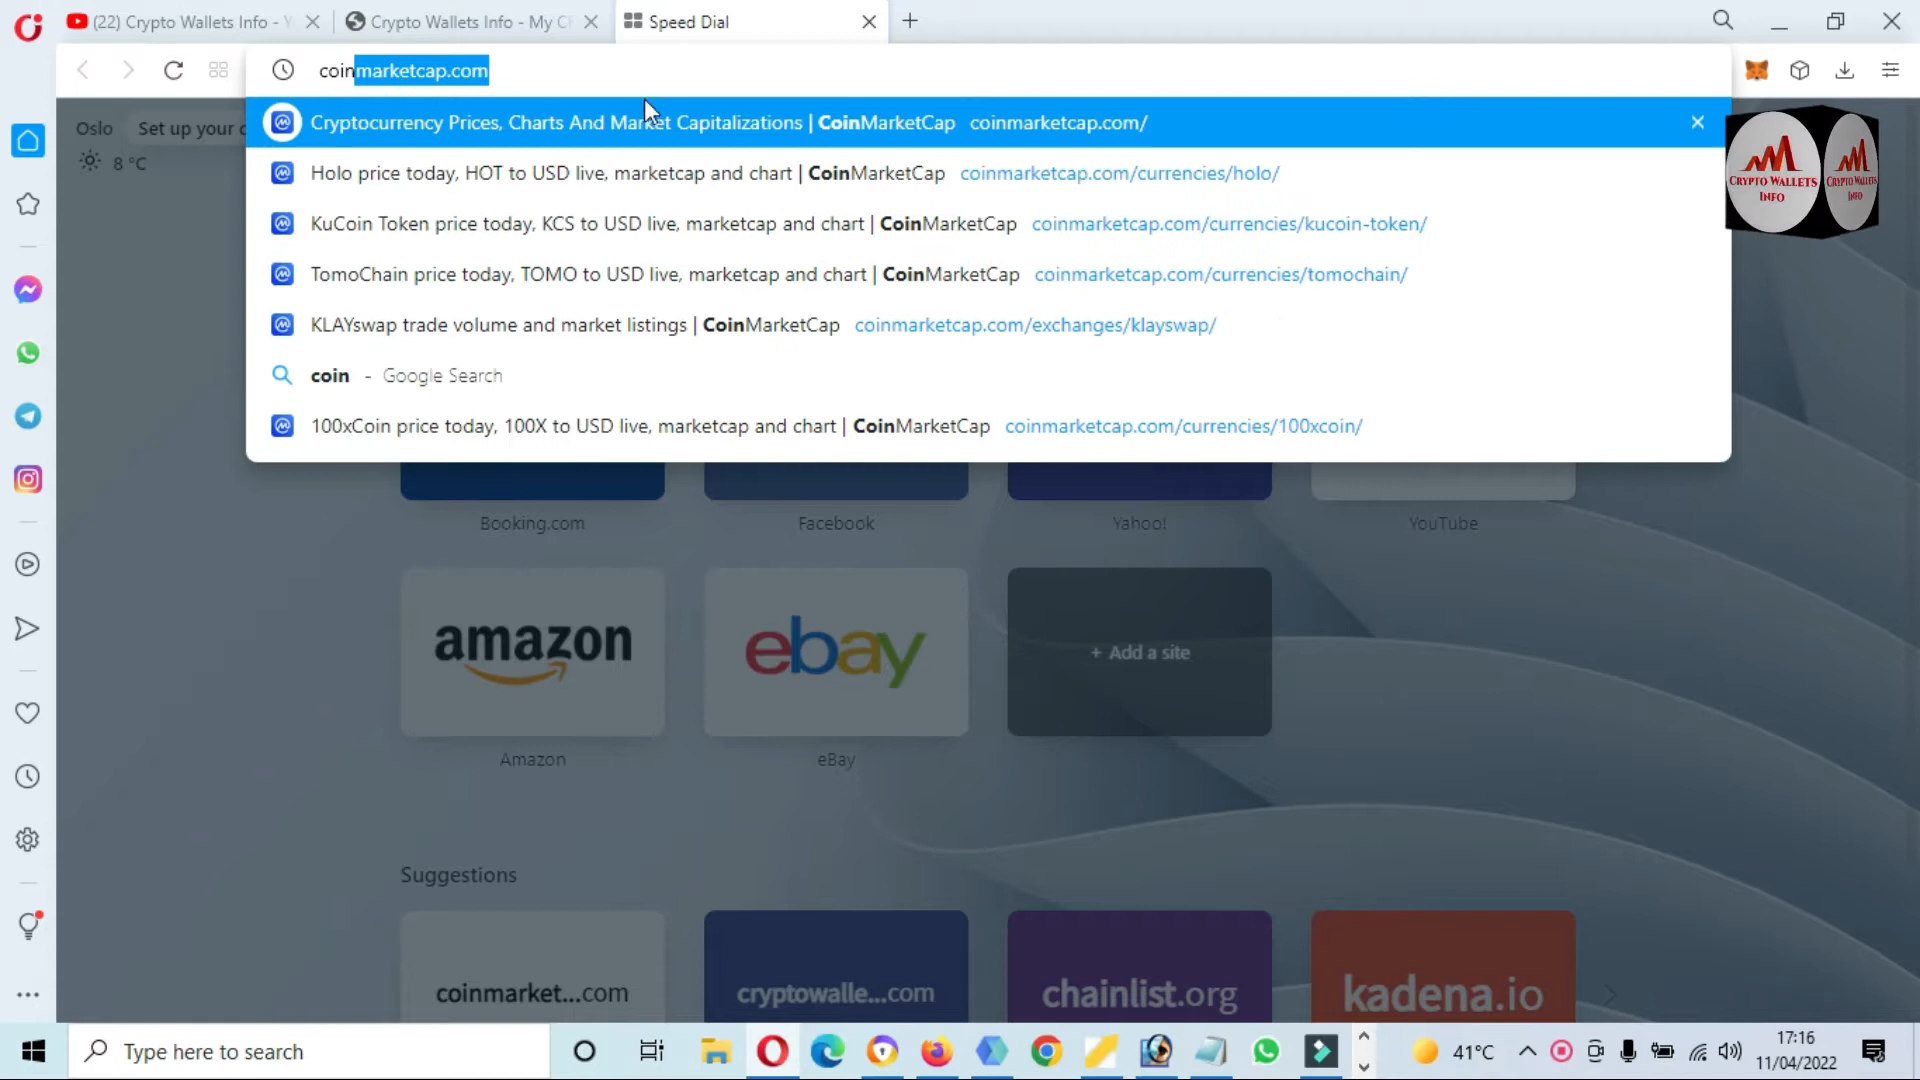 (22) Crypto Wallets Info - Y
Crypto Wallets Info - My C
Speed Dial
coinmarketcap.com
Oslo
Set up your c
8 °C
Cryptocurrency Prices, Charts And Market Capitalizations | CoinMarketCap coinmarketcap.com/
Holo price today, HOT to USD live, marketcap and chart | CoinMarketCap coinmarketcap.com/currencies/holo/
KuCoin Token price today, KCS to USD live, marketcap and chart | CoinMarketCap coinmarketcap.com/currencies/kucoin-token/
TomoChain price today, TOMO to USD live, marketcap and chart | CoinMarketCap coinmarketcap.com/currencies/tomochain/
KLAYswap trade volume and market listings | CoinMarketCap coinmarketcap.com/exchanges/klayswap/
coin - Google Search
100xCoin price today, 100X to USD live, marketcap and chart | CoinMarketCap coinmarketcap.com/currencies/100xcoin/
CRYPTO WALLETS
INFO
CRYPTO WALLETS
INFO
Booking.com
Facebook
Yahoo!
YouTube
amazon
ebay
+ Add a site
Amazon
eBay
Suggestions
coinmarket...com
cryptowalle...com
chainlist.org
kadena.io
Type here to search
41°C
17:16
11/04/2022